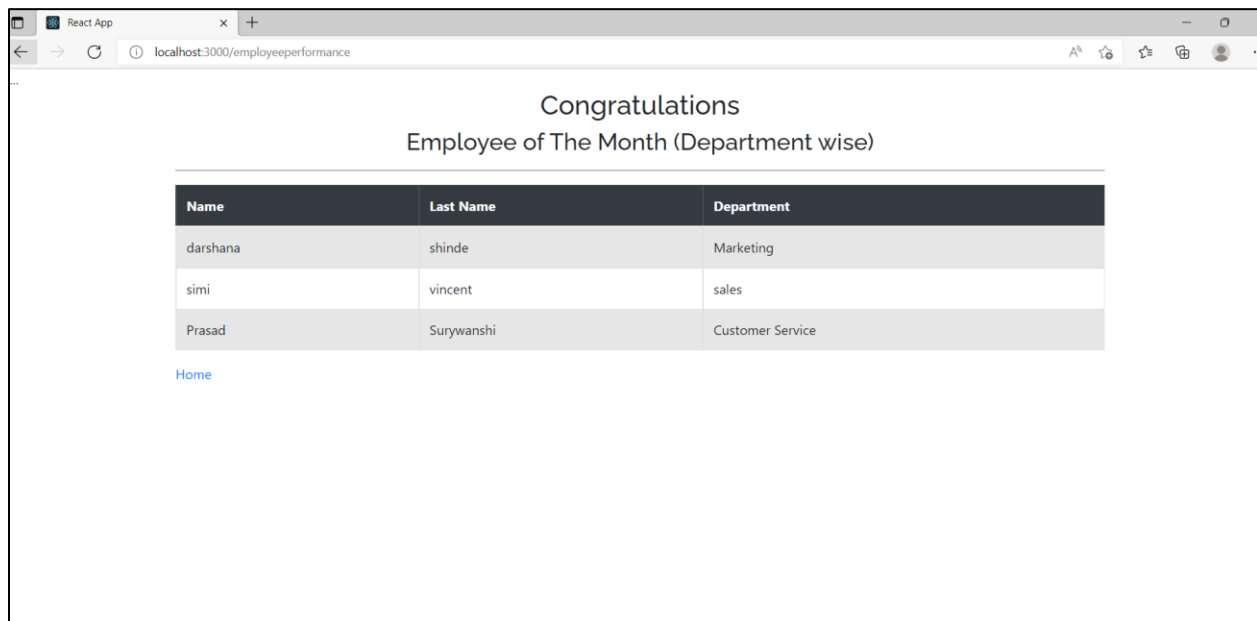 React App
localhost:3000/employeeperformance
...
Congratulations
Employee of The Month (Department wise)
Name Last Name Department
darshana shinde Marketing
simi vincent sales
Prasad Surywanshi Customer Service
Home